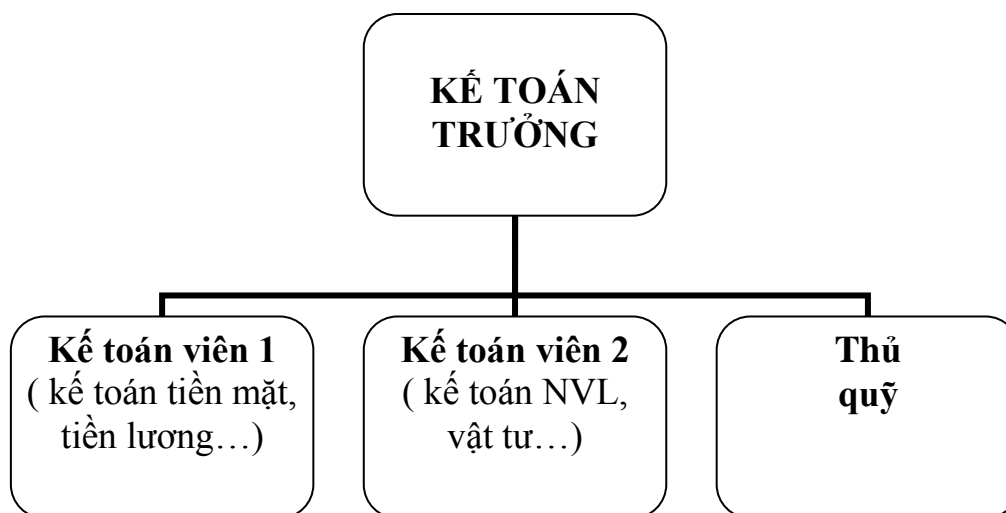 KẾ TOÁN
TRƯỞNG
Kế toán viên 1
( kế toán tiền mặt,
tiền lương…)
Kế toán viên 2
( kế toán NVL,
vật tư…)
Thủ
quỹ